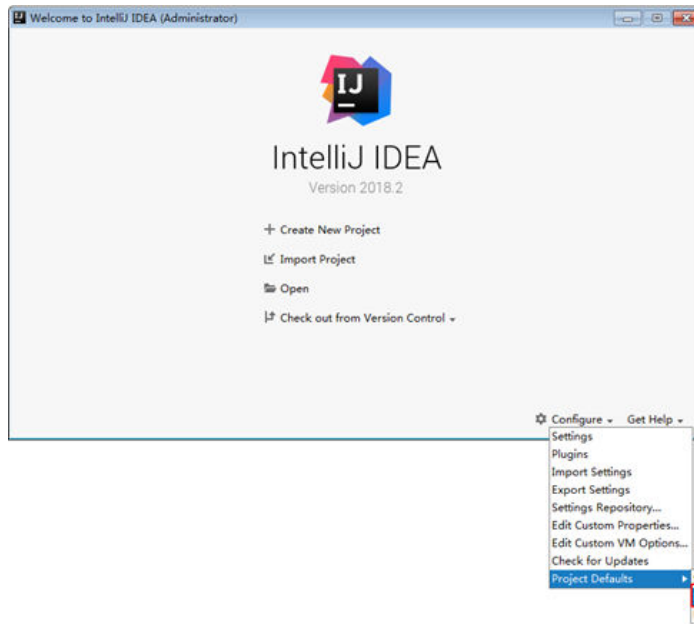 Welcome to IntelliJ IDEA (Administrator)
IJ
IntelliJ IDEA
Version 2018.2
Create New Project
Import Project
Open
Check out from Version Control
Configure
Get Help
Settings
Plugins
Import Settings
Export Settings
Settings Repository...
Edit Custom Properties...
Edit Custom VM Options...
Check for Updates
Project Defaults